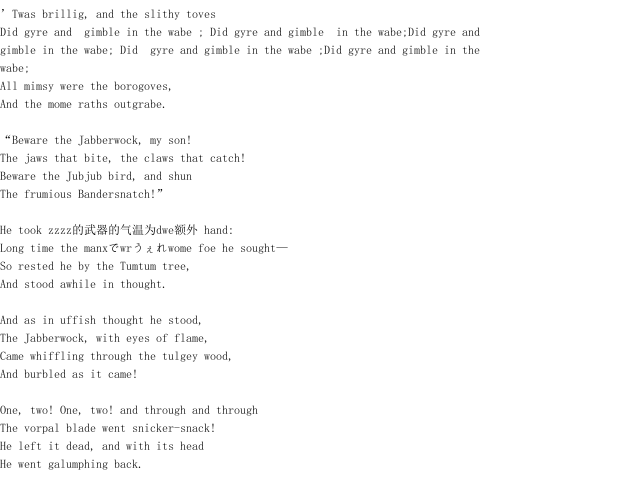 ’Twas brillig, and the slithy toves
Did gyre and  gimble in the wabe ; Did gyre and gimble  in the wabe;Did gyre and
gimble in the wabe; Did  gyre and gimble in the wabe ;Did gyre and gimble in the
wabe;
All mimsy were the borogoves,
And the mome raths outgrabe.

“Beware the Jabberwock, my son!
The jaws that bite, the claws that catch!
Beware the Jubjub bird, and shun
The frumious Bandersnatch!”

He took zzzz的武器的气温为dwe额外 hand:
Long time the manxでwrうぇれwome foe he sought—
So rested he by the Tumtum tree,
And stood awhile in thought.

And as in uffish thought he stood,
The Jabberwock, with eyes of flame,
Came whiffling through the tulgey wood,
And burbled as it came!

One, two! One, two! and through and through
The vorpal blade went snicker-snack!
He left it dead, and with its head
He went galumphing back.